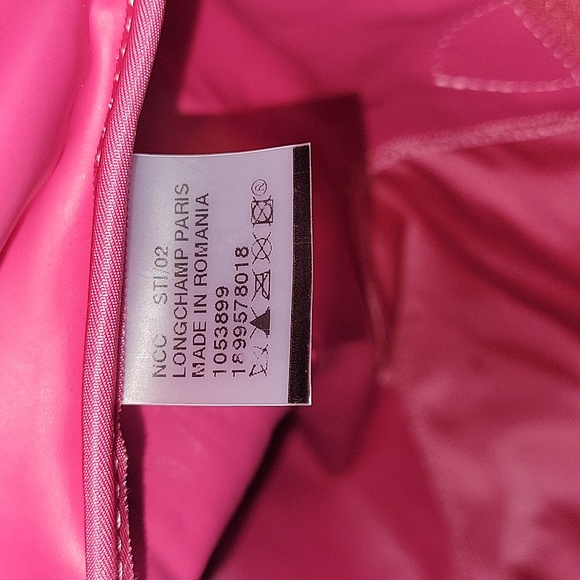 NCC STI/02
LONGCHAMP PARIS
MADE IN ROMANIA
1053899
1899578018
®